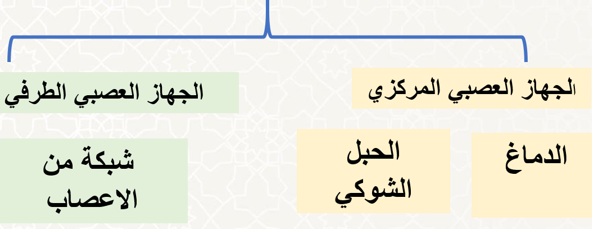 الجهاز العصبي المركزي
الجهاز العصبي الطرفي
الدماغ
الحبل
الشوكي
شبكة من
الاعصاب